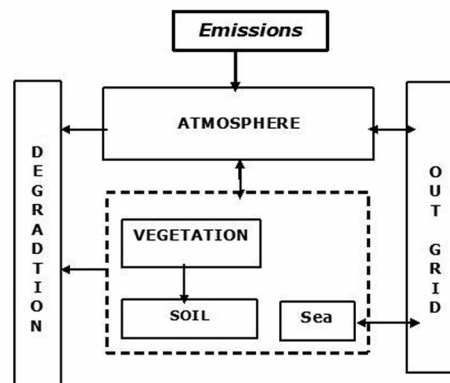 Emissions
ATMOSPHERE
DEGRADTION
OUT GRID
VEGETATION
SOIL
Sea